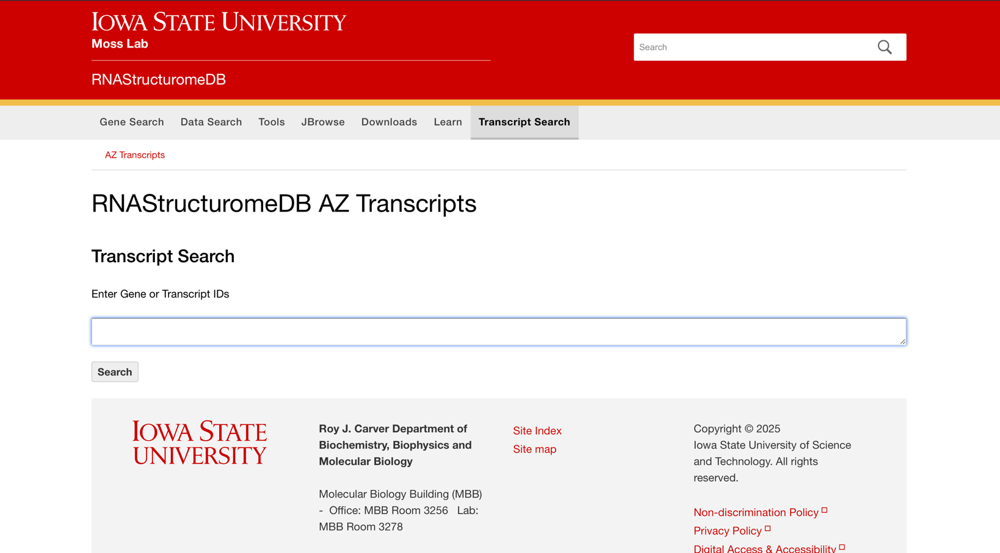 IOWA STATE UNIVERSITY
Moss Lab
Search
RNAStructuromeDB
Gene Search Data Search Tools JBrowse Downloads Learn Transcript Search
AZ Transcripts
RNAStructuromeDB AZ Transcripts
Transcript Search
Enter Gene or Transcript IDs
Search
IOWA STATE
UNIVERSITY
Roy J. Carver Department of
Biochemistry, Biophysics and
Molecular Biology
Molecular Biology Building (MBB)
- Office: MBB Room 3256 Lab:
MBB Room 3278
Site Index
Site map
Copyright © 2025
Iowa State University of Science
and Technology. All rights
reserved.
Non-discrimination Policy
Privacy Policy
Digital Access & Accessibility